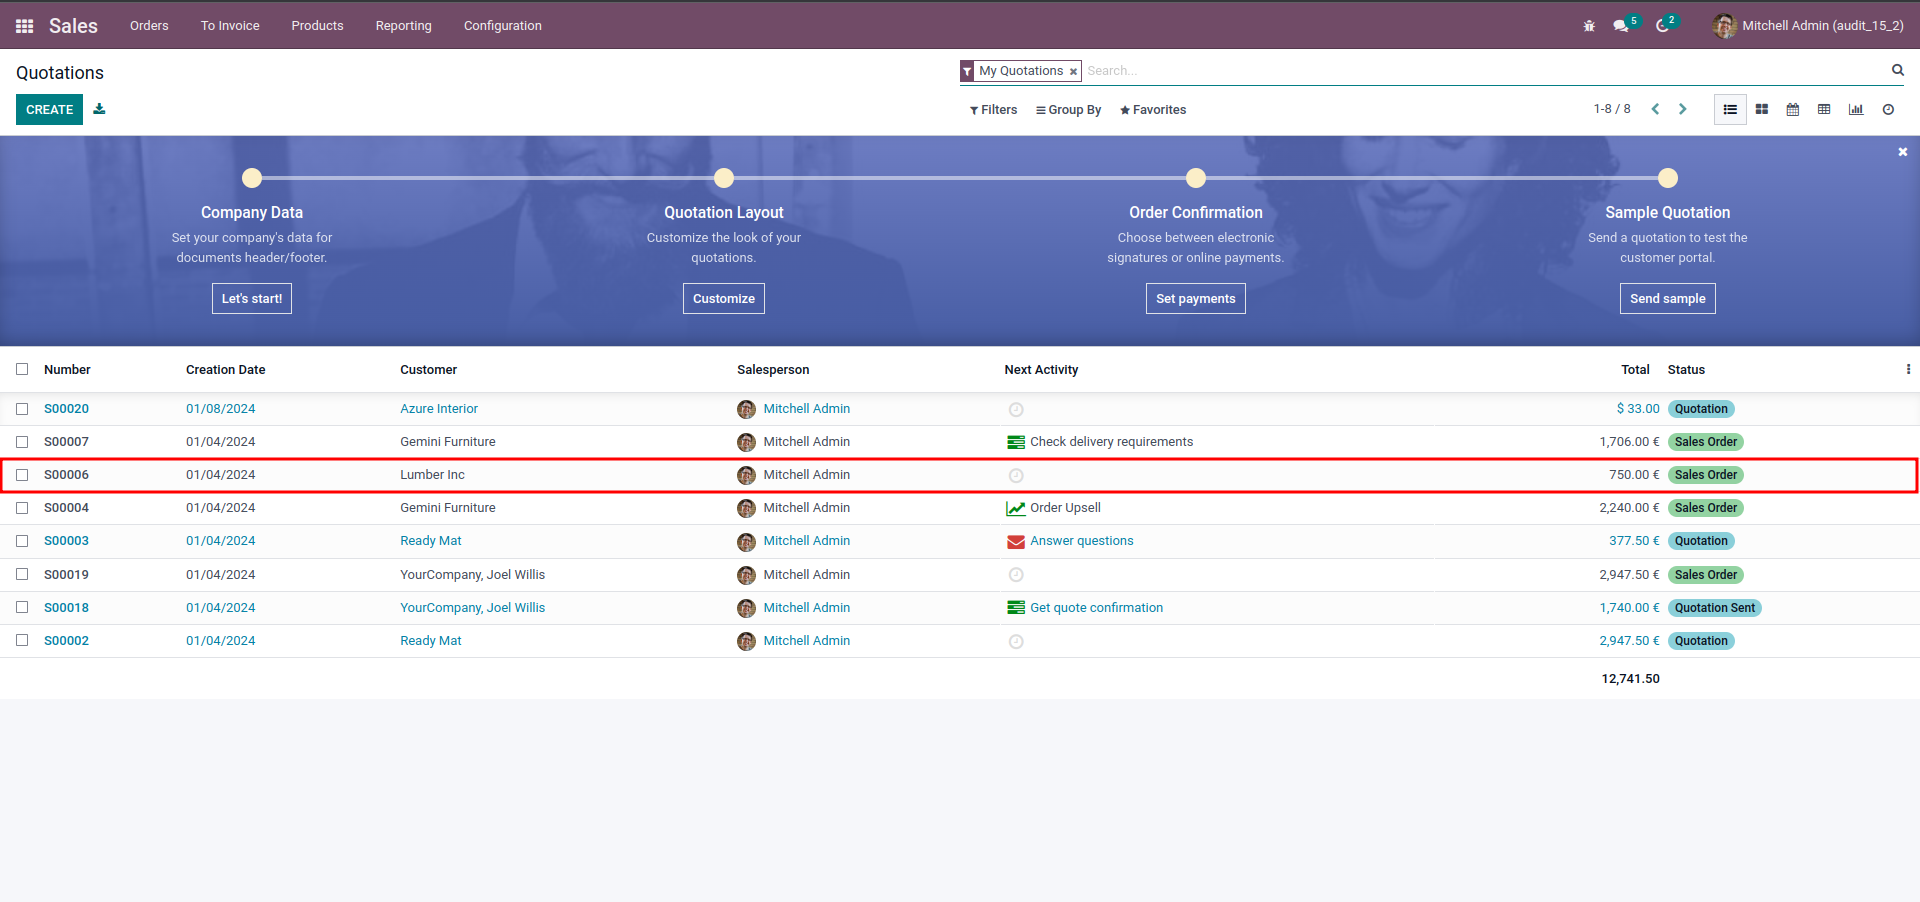 Sales Orders To Invoice Products Reporting Configuration 5 2 Mitchell Admin (audit_15_2)
Quotations My Quotations Search...
CREATE Filters Group By Favorites 1-8 / 8
Company Data Quotation Layout Order Confirmation Sample Quotation
Set your company's data for Customize the look of your Choose between electronic Send a quotation to test the
documents header/footer. quotations. signatures or online payments. customer portal.
Let's start! Customize Set payments Send sample
Number Creation Date Customer Salesperson Next Activity Total Status
S00020 01/08/2024 Azure Interior Mitchell Admin $ 33.00 Quotation
S00007 01/04/2024 Gemini Furniture Mitchell Admin Check delivery requirements 1,706.00 € Sales Order
S00006 01/04/2024 Lumber Inc Mitchell Admin 750.00 € Sales Order
S00004 01/04/2024 Gemini Furniture Mitchell Admin Order Upsell 2,240.00 € Sales Order
S00003 01/04/2024 Ready Mat Mitchell Admin Answer questions 377.50 € Quotation
S00019 01/04/2024 YourCompany, Joel Willis Mitchell Admin 2,947.50 € Sales Order
S00018 01/04/2024 YourCompany, Joel Willis Mitchell Admin Get quote confirmation 1,740.00 € Quotation Sent
S00002 01/04/2024 Ready Mat Mitchell Admin 2,947.50 € Quotation
12,741.50